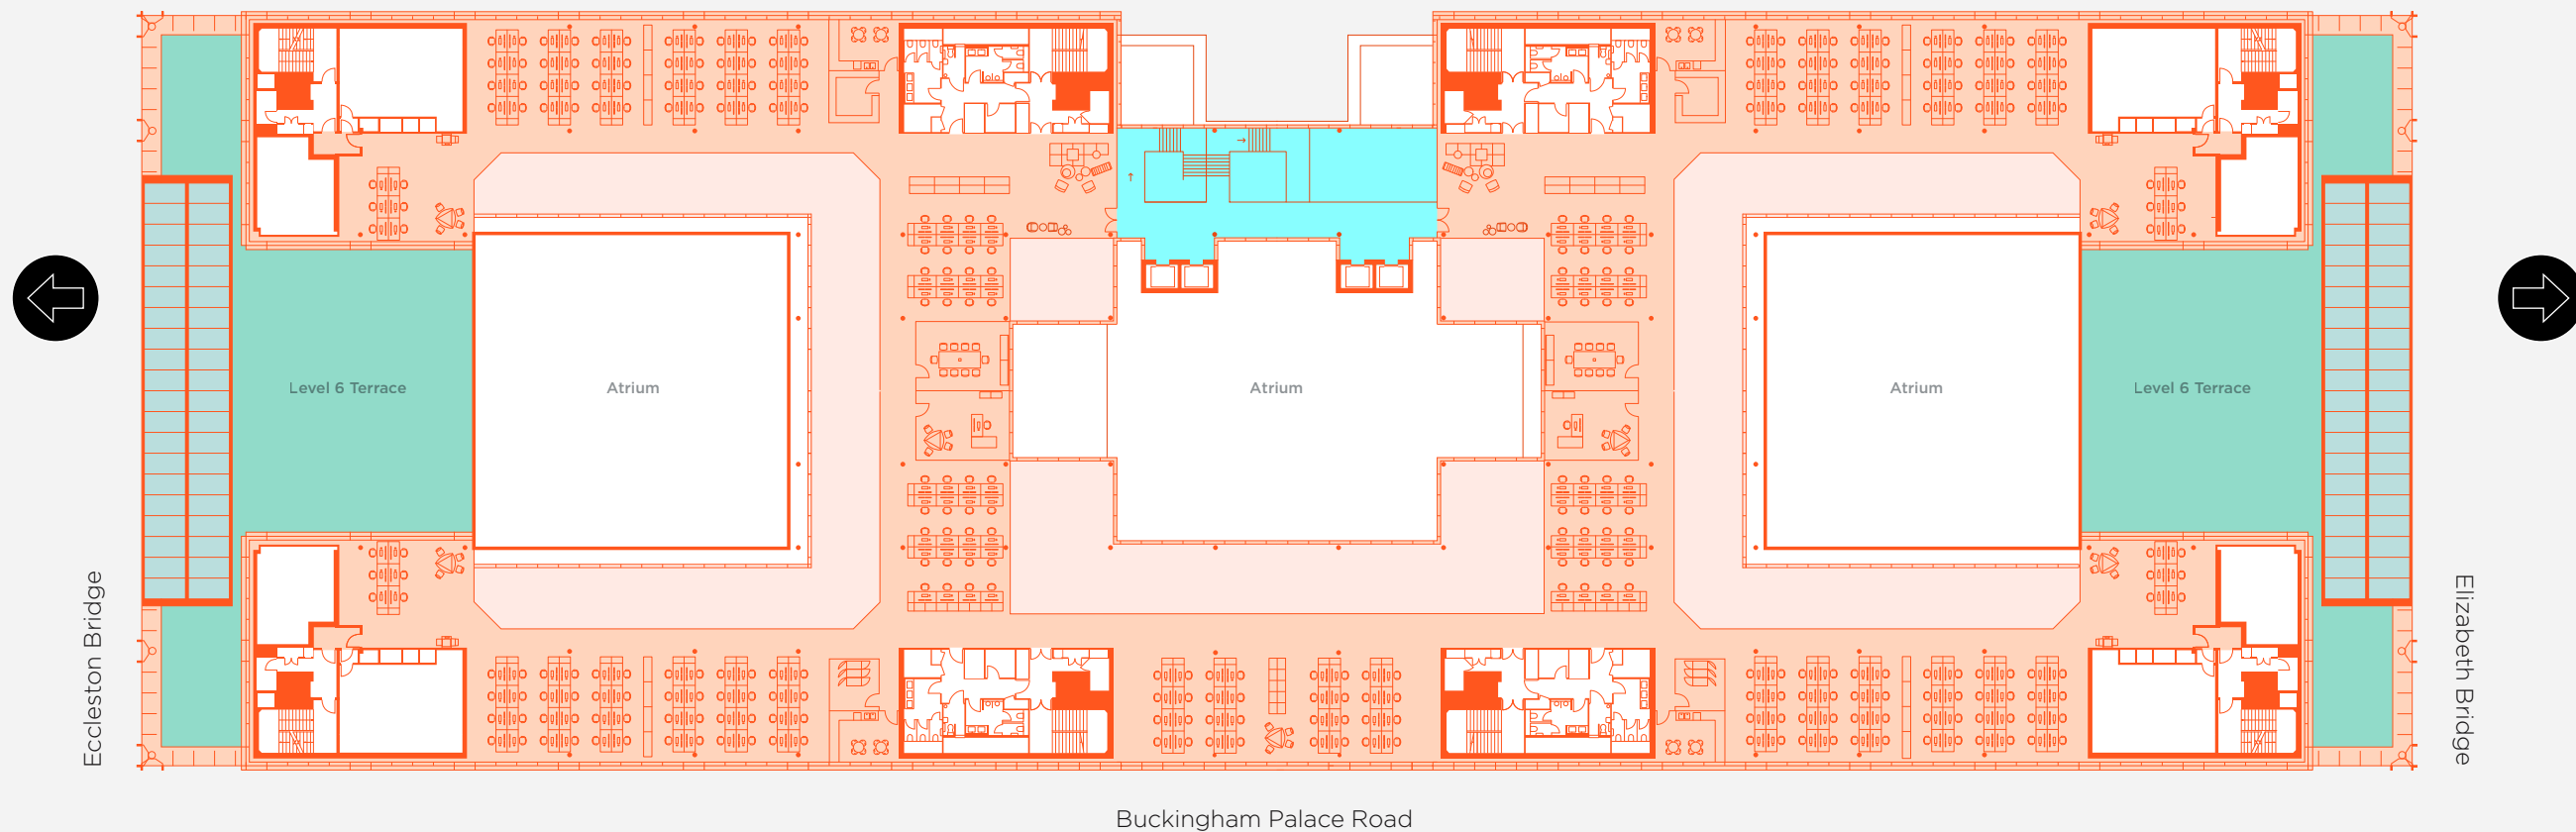 Level 6 Terrace
Atrium
Atrium
Atrium
Level 6 Terrace
Eccleston Bridge
Elizabeth Bridge
Buckingham Palace Road